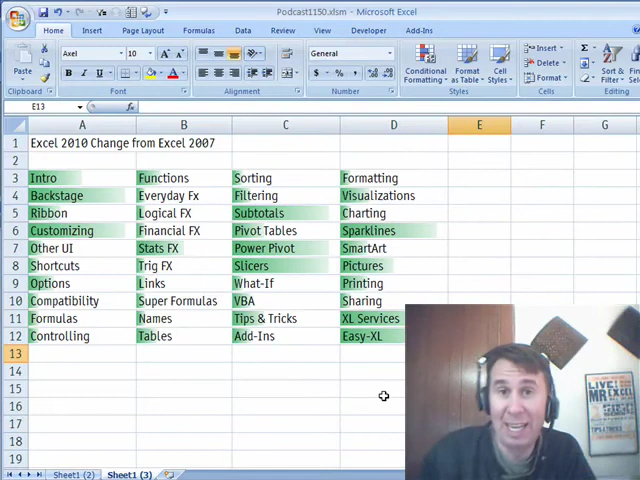 Podcast1150.xlsm - Microsoft Excel
Home Insert Page Layout Formulas Data Review View Developer Add-Ins
Paste
Clipboard
Axel 10
B I U
Font
Alignment
General
$ % ,
Number
Conditional Formatting
Format as Table
Cell Styles
Styles
Insert
Delete
Format
Cells
Sort & Filter
E13
fx
A B C D E F G
1 Excel 2010 Change from Excel 2007
2
3 Intro Functions Sorting Formatting
4 Backstage Everyday Fx Filtering Visualizations
5 Ribbon Logical FX Subtotals Charting
6 Customizing Financial FX Pivot Tables Sparklines
7 Other UI Stats FX Power Pivot SmartArt
8 Shortcuts Trig FX Slicers Pictures
9 Options Links What-If Printing
10 Compatibility Super Formulas VBA Sharing
11 Formulas Names Tips & Tricks XL Services
12 Controlling Tables Add-Ins Easy-XL
13
14
15
16
17
18
19
LIVE!
MR EXCEL
Sheet1 (2) Sheet1 (3)